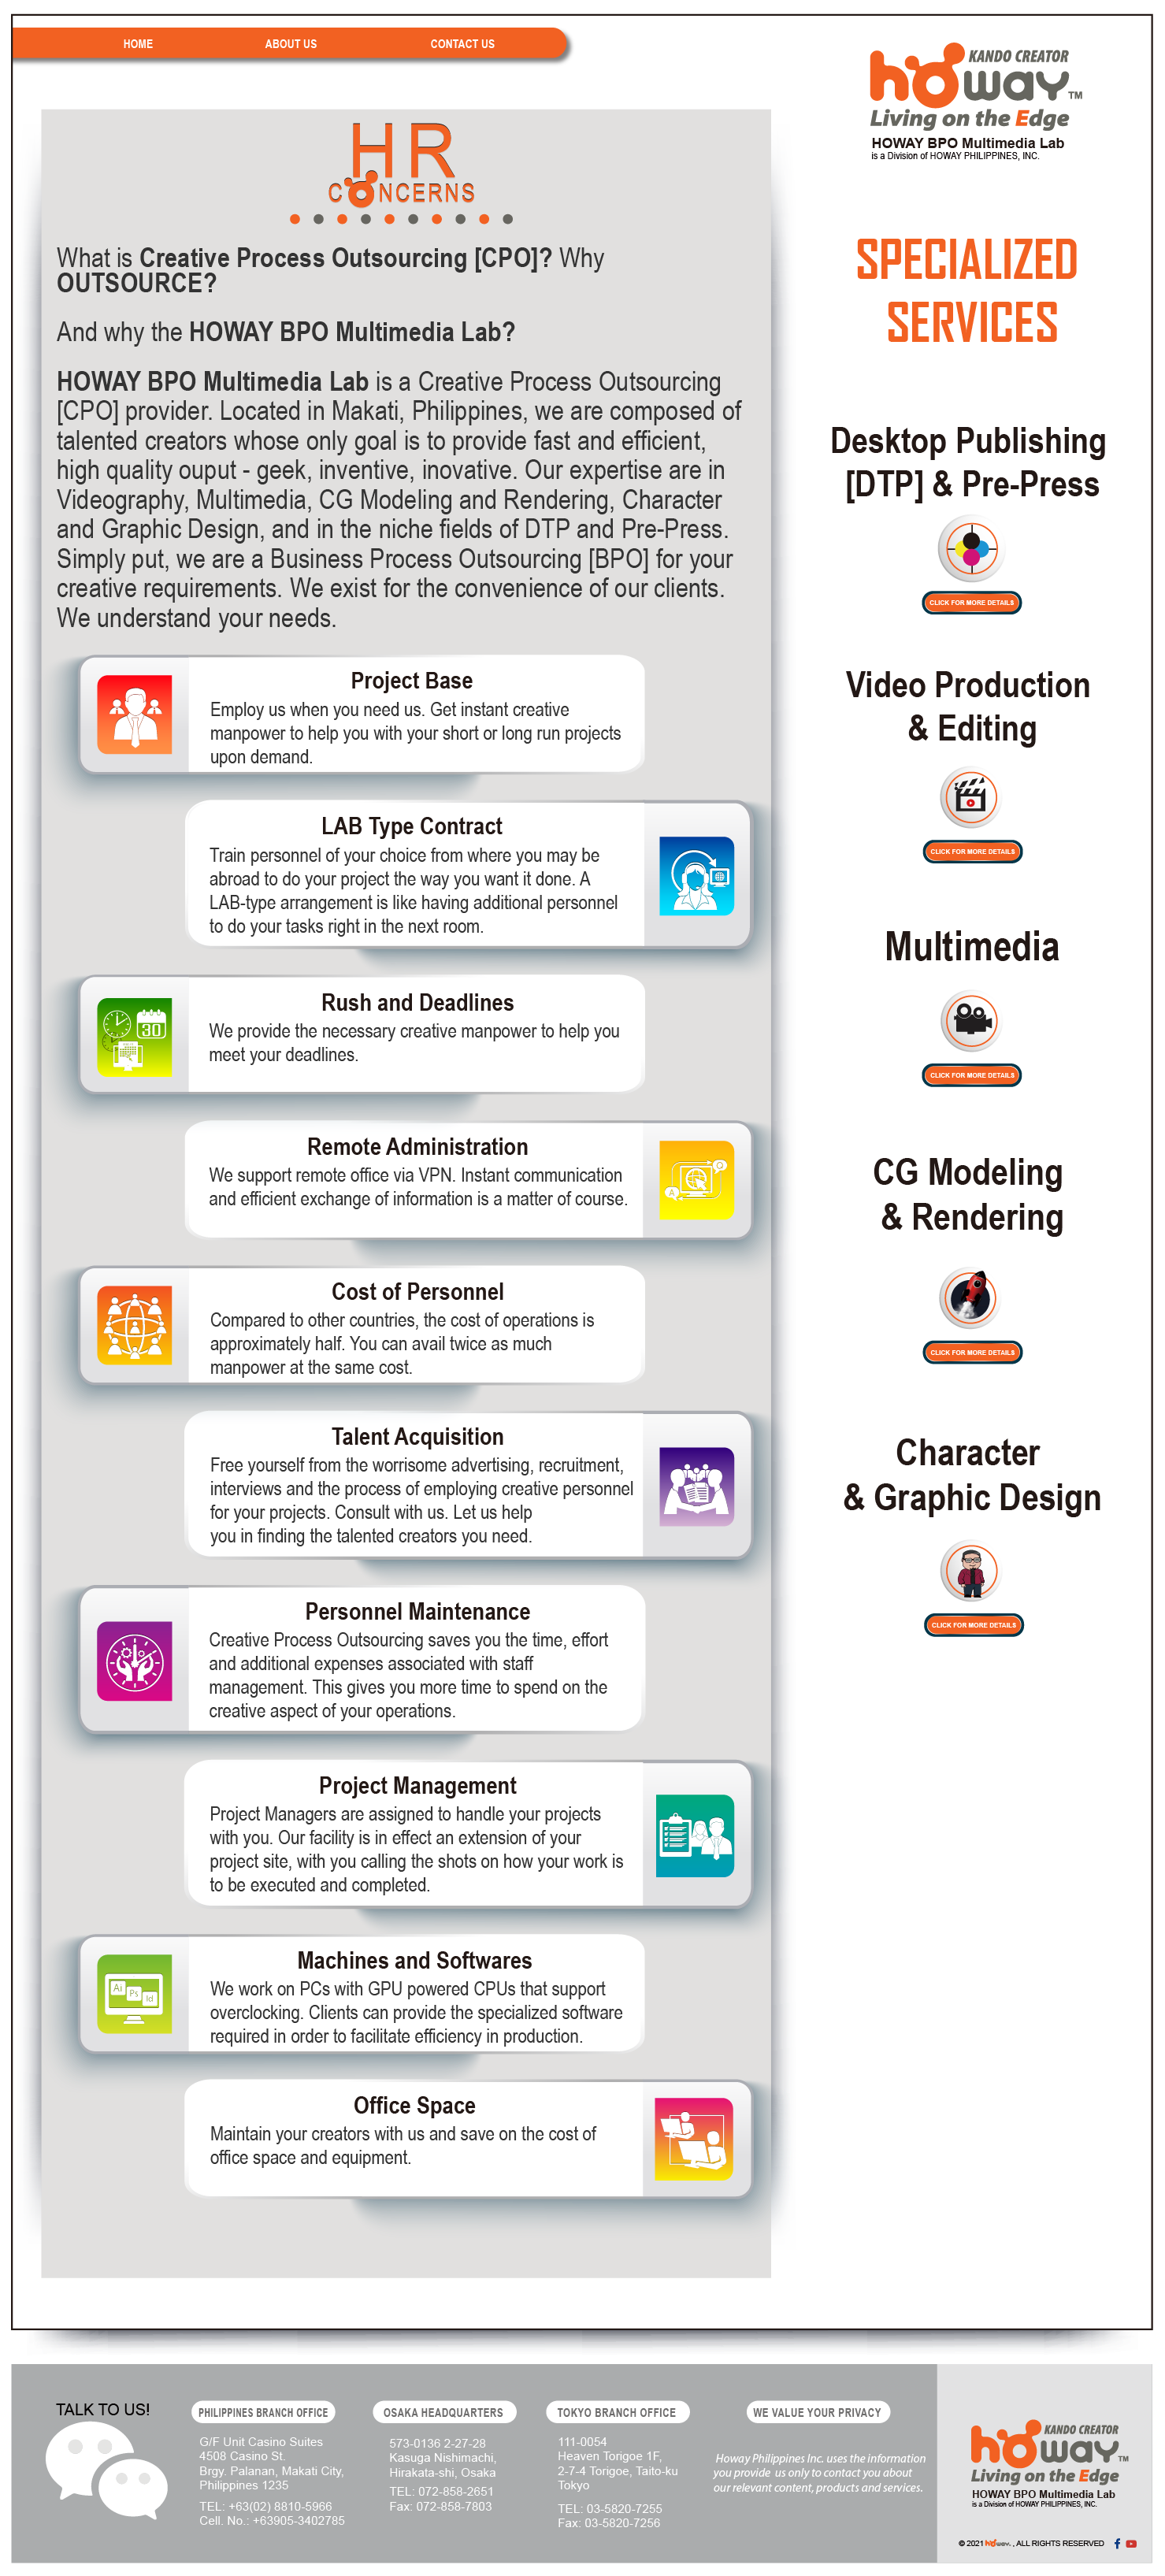 HOME ABOUT US CONTACT US
KANDO CREATOR
howay™
Living on the Edge
HOWAY BPO Multimedia Lab
is a Division of HOWAY PHILIPPINES, INC.
HR
CONCERNS
What is Creative Process Outsourcing [CPO]? Why
OUTSOURCE?
And why the HOWAY BPO Multimedia Lab?
HOWAY BPO Multimedia Lab is a Creative Process Outsourcing
[CPO] provider. Located in Makati, Philippines, we are composed of
talented creators whose only goal is to provide fast and efficient,
high quality ouput - geek, inventive, inovative. Our expertise are in
Videography, Multimedia, CG Modeling and Rendering, Character
and Graphic Design, and in the niche fields of DTP and Pre-Press.
Simply put, we are a Business Process Outsourcing [BPO] for your
creative requirements. We exist for the convenience of our clients.
We understand your needs.
Project Base
Employ us when you need us. Get instant creative
manpower to help you with your short or long run projects
upon demand.
LAB Type Contract
Train personnel of your choice from where you may be
abroad to do your project the way you want it done. A
LAB-type arrangement is like having additional personnel
to do your tasks right in the next room.
30
Rush and Deadlines
We provide the necessary creative manpower to help you
meet your deadlines.
Remote Administration
We support remote office via VPN. Instant communication
and efficient exchange of information is a matter of course.
Q
A
Cost of Personnel
Compared to other countries, the cost of operations is
approximately half. You can avail twice as much
manpower at the same cost.
Talent Acquisition
Free yourself from the worrisome advertising, recruitment,
interviews and the process of employing creative personnel
for your projects. Consult with us. Let us help
you in finding the talented creators you need.
Personnel Maintenance
Creative Process Outsourcing saves you the time, effort
and additional expenses associated with staff
management. This gives you more time to spend on the
creative aspect of your operations.
Project Management
Project Managers are assigned to handle your projects
with you. Our facility is in effect an extension of your
project site, with you calling the shots on how your work is
to be executed and completed.
Ai Ps Id
Machines and Softwares
We work on PCs with GPU powered CPUs that support
overclocking. Clients can provide the specialized software
required in order to facilitate efficiency in production.
Office Space
Maintain your creators with us and save on the cost of
office space and equipment.
SPECIALIZED
SERVICES
Desktop Publishing
[DTP] & Pre-Press
CLICK FOR MORE DETAILS
Video Production
& Editing
CLICK FOR MORE DETAILS
Multimedia
CLICK FOR MORE DETAILS
CG Modeling
& Rendering
CLICK FOR MORE DETAILS
Character
& Graphic Design
CLICK FOR MORE DETAILS
TALK TO US!
PHILIPPINES BRANCH OFFICE
G/F Unit Casino Suites
4508 Casino St.
Brgy. Palanan, Makati City,
Philippines 1235
TEL: +63(02) 8810-5966
Cell. No.: +63905-3402785
OSAKA HEADQUARTERS
573-0136 2-27-28
Kasuga Nishimachi,
Hirakata-shi, Osaka
TEL: 072-858-2651
Fax: 072-858-7803
TOKYO BRANCH OFFICE
111-0054
Heaven Torigoe 1F,
2-7-4 Torigoe, Taito-ku
Tokyo
TEL: 03-5820-7255
Fax: 03-5820-7256
WE VALUE YOUR PRIVACY
Howay Philippines Inc. uses the information
you provide us only to contact you about
our relevant content, products and services.
KANDO CREATOR
howay™
Living on the Edge
HOWAY BPO Multimedia Lab
is a Division of HOWAY PHILIPPINES, INC.
© 2021 howay. , ALL RIGHTS RESERVED f